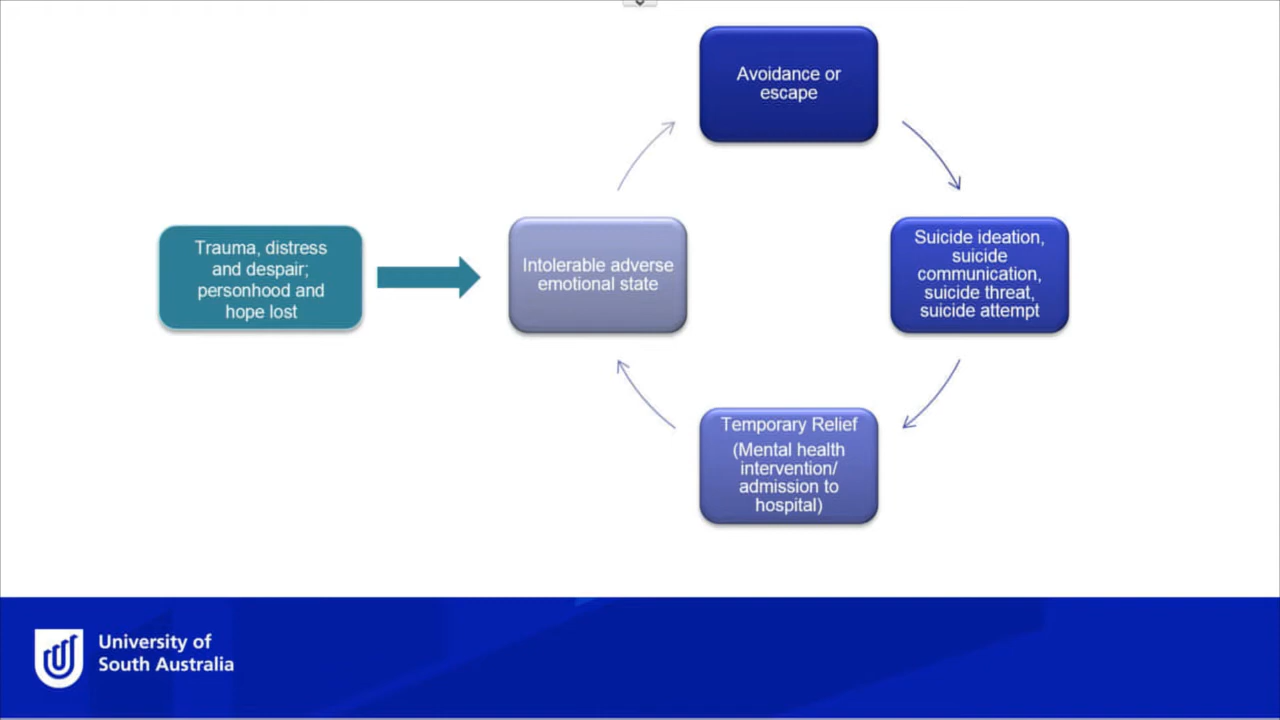 Avoidance or
escape
Trauma, distress
and despair;
personhood and
hope lost
Intolerable adverse
emotional state
Suicide ideation,
suicide
communication,
suicide threat,
suicide attempt
Temporary Relief
(Mental health
intervention/
admission to
hospital)
University of
South Australia